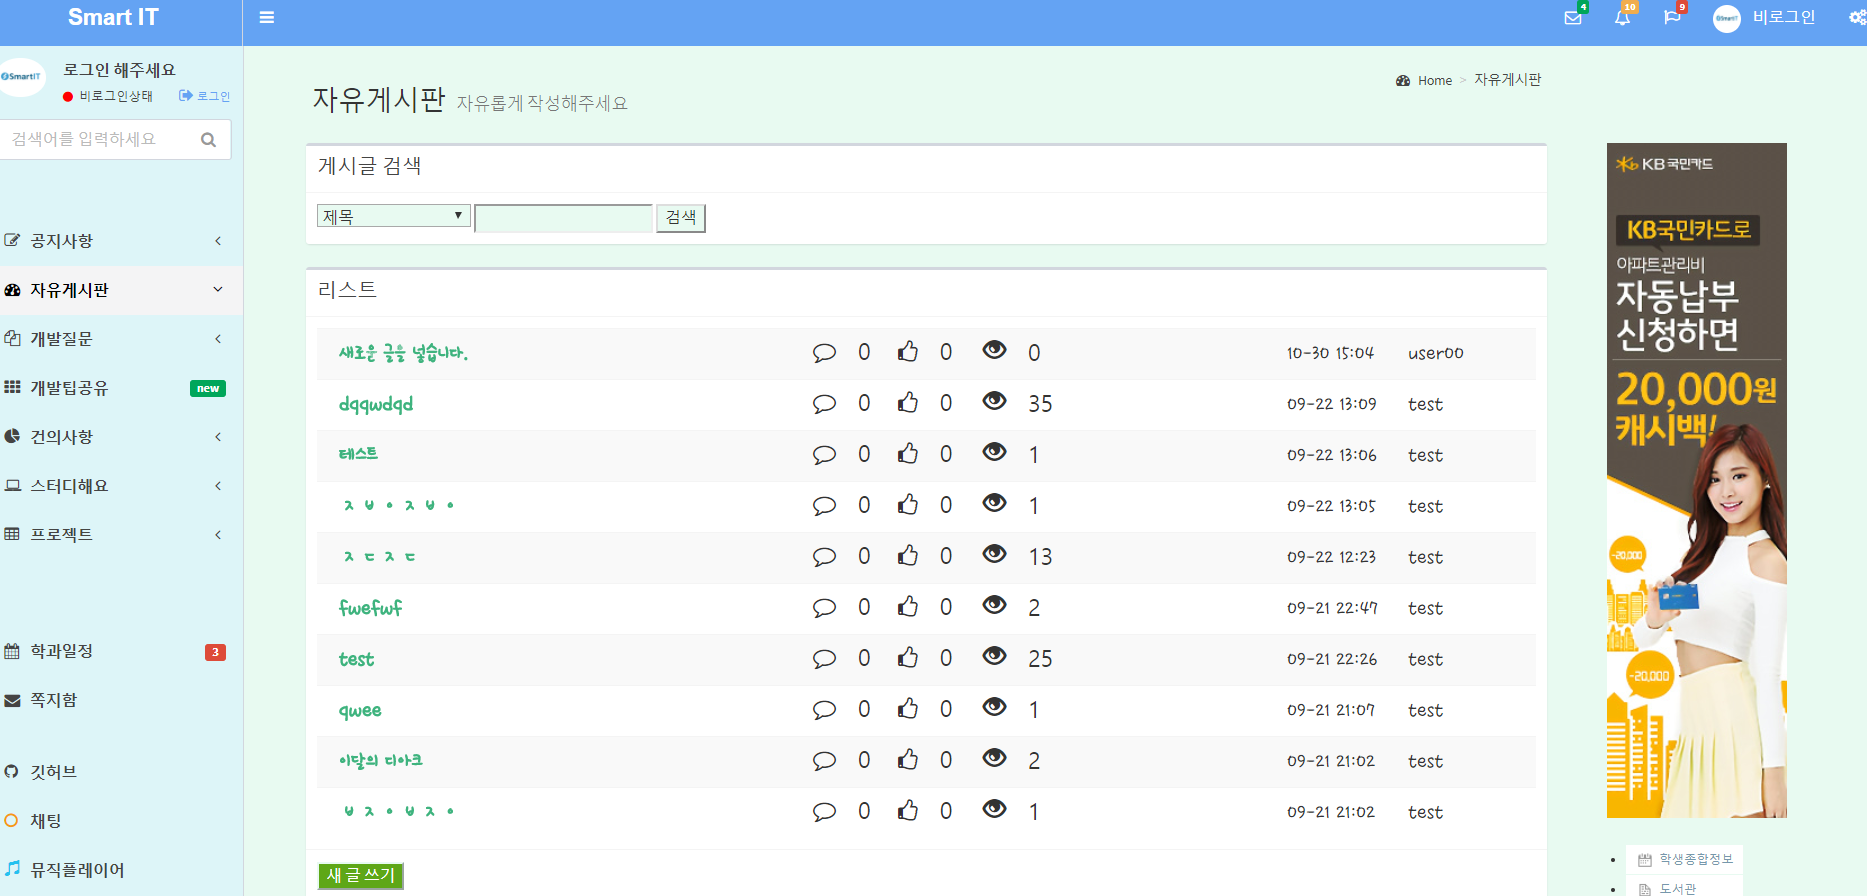 Smart IT
4
10
9
비로그인
SmartIT
로그인 해주세요
비로그인상태 로그인
검색어를 입력하세요
공지사항
자유게시판
개발질문
개발팁공유 new
건의사항
스터디해요
프로젝트
학과일정 3
쪽지함
깃허브
채팅
뮤직플레이어
자유게시판 자유롭게 작성해주세요
Home > 자유게시판
게시글 검색
제목 검색
리스트
새로운 글을 넣습니다. 0 0 0 10-30 15:04 user00
dqqwdqd 0 0 35 09-22 13:09 test
테스트 0 0 1 09-22 13:06 test
ㅈㅂㅇㅈㅂㅇ 0 0 1 09-22 13:05 test
ㅈㄷㅈㄷ 0 0 13 09-22 12:23 test
fwefwf 0 0 2 09-21 22:47 test
test 0 0 25 09-21 22:26 test
qwee 0 0 1 09-21 21:07 test
이달의 디아크 0 0 2 09-21 21:02 test
ㅂㅈㅇㅂㅈㅇ 0 0 1 09-21 21:02 test
새 글 쓰기
KB국민카드
KB국민카드로
아파트관리비
자동납부
신청하면
20,000원
캐시백!
-20,000
-20,000
학생종합정보
도서관